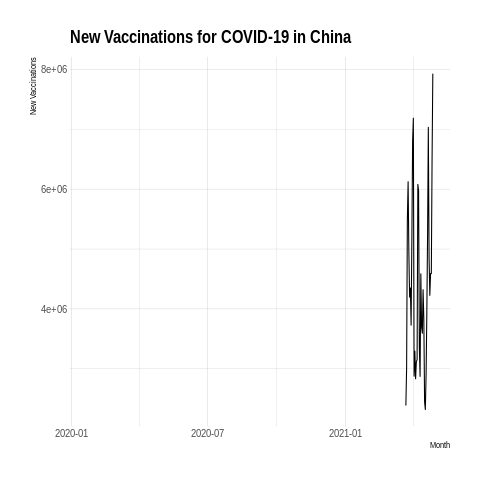 New Vaccinations for COVID-19 in China
New Vaccinations
8e+06
6e+06
4e+06
2020-01
2020-07
2021-01
Month